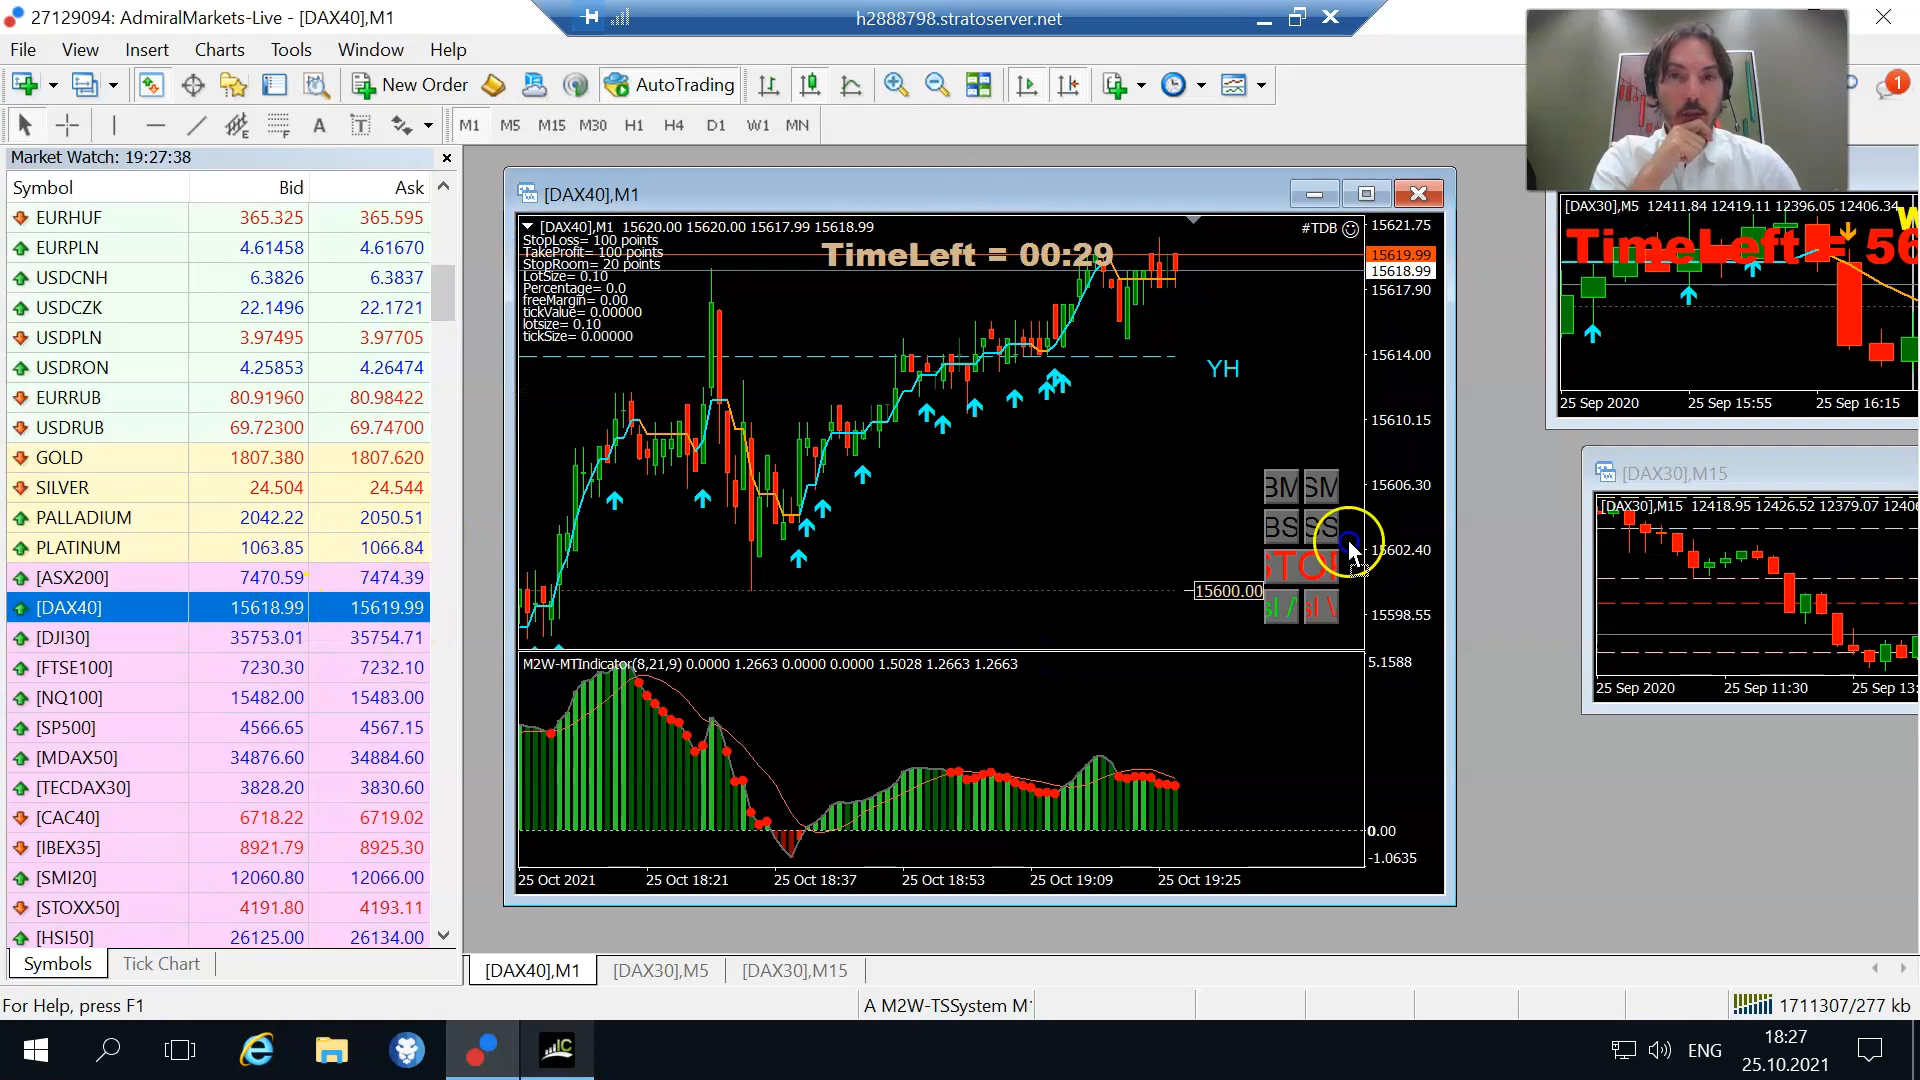 27129094: AdmiralMarkets-Live - [DAX40],M1
h2888798.stratoserver.net
File View Insert Charts Tools Window Help
New Order AutoTrading
1
M1 M5 M15 M30 H1 H4 D1 W1 MN
Market Watch: 19:27:38
Symbol Bid Ask
EURHUF 365.325 365.595
EURPLN 4.61458 4.61670
USDCNH 6.3826 6.3837
USDCZK 22.1496 22.1721
USDPLN 3.97495 3.97705
USDRON 4.25853 4.26474
EURRUB 80.91960 80.98422
USDRUB 69.72300 69.74700
GOLD 1807.380 1807.620
SILVER 24.504 24.544
PALLADIUM 2042.22 2050.51
PLATINUM 1063.85 1066.84
[ASX200] 7470.59 7474.39
[DAX40] 15618.99 15619.99
[DJI30] 35753.01 35754.71
[FTSE100] 7230.30 7232.10
[NQ100] 15482.00 15483.00
[SP500] 4566.65 4567.15
[MDAX50] 34876.60 34884.60
[TECDAX30] 3828.20 3830.60
[CAC40] 6718.22 6719.02
[IBEX35] 8921.79 8925.30
[SMI20] 12060.80 12066.00
[STOXX50] 4191.80 4193.11
[HSI50] 26125.00 26134.00
Symbols Tick Chart
[DAX40],M1
[DAX40],M1 15620.00 15620.00 15617.99 15618.99
#TDB
StopLoss= 100 points
TakeProfit= 100 points
StopRoom= 20 points
LotSize= 0.10
Percentage= 0.0
freeMargin= 0.00
tickValue= 0.00000
lotsize= 0.10
tickSize= 0.00000
TimeLeft = 00:29
YH
15621.75
15619.99
15618.99
15617.90
15614.00
15610.15
15606.30
15602.40
15600.00
15598.55
BM SM
BS SS
STOP
sl / sl \
M2W-MTIndicator(8,21,9) 0.0000 1.2663 0.0000 0.0000 1.5028 1.2663 1.2663
5.1588
0.00
-1.0635
25 Oct 2021 25 Oct 18:21 25 Oct 18:37 25 Oct 18:53 25 Oct 19:09 25 Oct 19:25
[DAX30],M5 12411.84 12419.11 12396.05 12406.34
TimeLeft = 56
25 Sep 2020 25 Sep 15:55 25 Sep 16:15
[DAX30],M15
[DAX30],M15 12418.95 12426.52 12379.07 12406
25 Sep 2020 25 Sep 11:30 25 Sep 13:
[DAX40],M1 [DAX30],M5 [DAX30],M15
For Help, press F1
A M2W-TSSystem M
1711307/277 kb
IC
ENG
18:27
25.10.2021